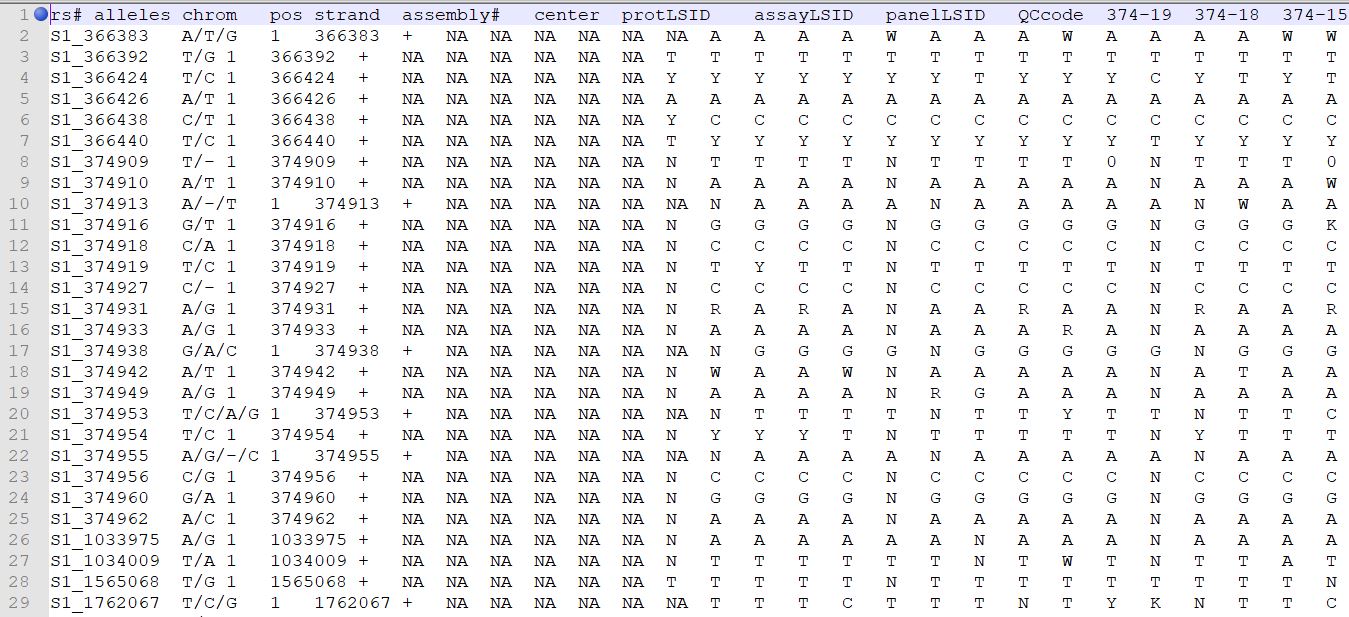 1 rs# alleles chrom pos strand assembly# center protLSID assayLSID panelLSID QCcode 374-19 374-18 374-15
2 S1_366383 A/T/G 1 366383 + NA NA NA NA NA NA A A A A W A A A W A A A A W W
3 S1_366392 T/G 1 366392 + NA NA NA NA NA NA T T T T T T T T T T T T T T T T
4 S1_366424 T/C 1 366424 + NA NA NA NA NA NA Y Y Y Y Y Y Y T Y Y Y C Y T Y T
5 S1_366426 A/T 1 366426 + NA NA NA NA NA NA A A A A A A A A A A A A A A A A
6 S1_366438 C/T 1 366438 + NA NA NA NA NA NA Y C C C C C C C C C C C C C C C
7 S1_366440 T/C 1 366440 + NA NA NA NA NA NA T Y Y Y Y Y Y Y Y Y Y T Y Y Y Y
8 S1_374909 T/- 1 374909 + NA NA NA NA NA NA N T T T T N T T T T 0 N T T T 0
9 S1_374910 A/T 1 374910 + NA NA NA NA NA NA N A A A A N A A A A A N A A A W
10 S1_374913 A/-/T 1 374913 + NA NA NA NA NA NA N A A A A N A A A A A N W A A
11 S1_374916 G/T 1 374916 + NA NA NA NA NA NA N G G G G N G G G G G N G G G K
12 S1_374918 C/A 1 374918 + NA NA NA NA NA NA N C C C C N C C C C C N C C C C
13 S1_374919 T/C 1 374919 + NA NA NA NA NA NA N T Y T T N T T T T T N T T T T
14 S1_374927 C/- 1 374927 + NA NA NA NA NA NA N C C C C N C C C C C N C C C C
15 S1_374931 A/G 1 374931 + NA NA NA NA NA NA N R A R A N A A R A A N R A A R
16 S1_374933 A/G 1 374933 + NA NA NA NA NA NA N A A A A N A A A R A N A A A A
17 S1_374938 G/A/C 1 374938 + NA NA NA NA NA NA N G G G G N G G G G G N G G G
18 S1_374942 A/T 1 374942 + NA NA NA NA NA NA N W A A W N A A A A A N A T A A
19 S1_374949 A/G 1 374949 + NA NA NA NA NA NA N A A A A N R G A A A N A A A A
20 S1_374953 T/C/A/G 1 374953 + NA NA NA NA NA NA N T T T T N T T Y T T N T T C
21 S1_374954 T/C 1 374954 + NA NA NA NA NA NA N Y Y Y T N T T T T T N Y T T T
22 S1_374955 A/G/-/C 1 374955 + NA NA NA NA NA NA N A A A A N A A A A A N A A A
23 S1_374956 C/G 1 374956 + NA NA NA NA NA NA N C C C C N C C C C C N C C C C
24 S1_374960 G/A 1 374960 + NA NA NA NA NA NA N G G G G N G G G G G N G G G G
25 S1_374962 A/C 1 374962 + NA NA NA NA NA NA N A A A A N A A A A A N A A A A
26 S1_1033975 A/G 1 1033975 + NA NA NA NA NA NA N A A A A A A N A A A N A A A A
27 S1_1034009 T/A 1 1034009 + NA NA NA NA NA NA N T T T T T T N T W T N T T A T
28 S1_1565068 T/G 1 1565068 + NA NA NA NA NA NA T T T T T N T T T T T T T T T N
29 S1_1762067 T/C/G 1 1762067 + NA NA NA NA NA NA T T T C T T T N T Y K N T T C